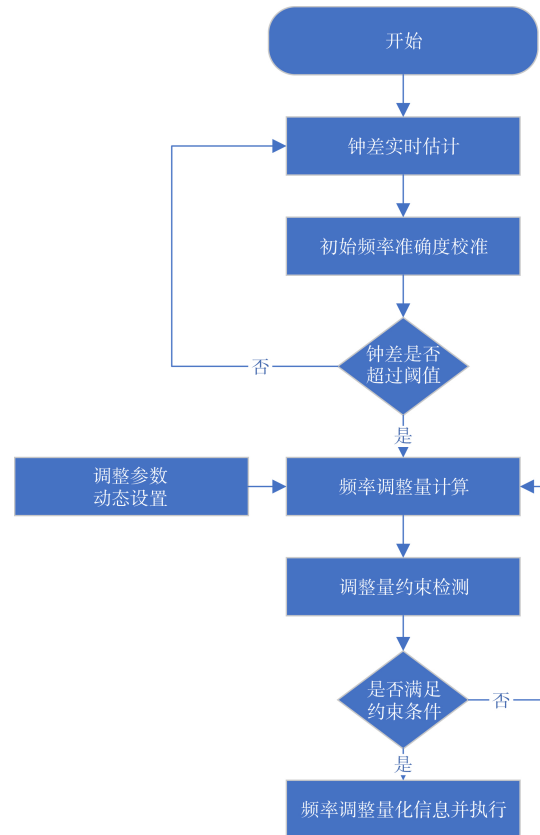 开始
钟差实时估计
初始频率准确度校准
钟差是否
超过阈值
否
是
调整参数
动态设置
频率调整量计算
调整量约束检测
是否满足
约束条件
否
是
频率调整量化信息并执行